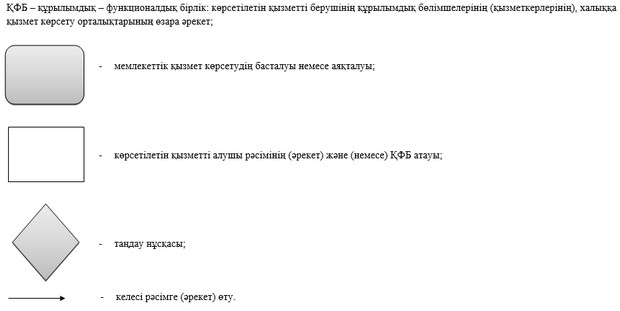 ҚФБ – құрылымдық – функционалдық бірлік: көрсетілетін қызметті берушінің құрылымдық бөлімшелерінің (қызметкерлерінің), халыққа
қызмет көрсету орталықтарының өзара әрекет;
- мемлекеттік қызмет көрсетудің басталуы немесе аяқталуы;
- көрсетілетін қызметті алушы рәсімінің (әрекет) және (немесе) ҚФБ атауы;
- таңдау нұсқасы;
- келесі рәсімге (әрекет) өту.